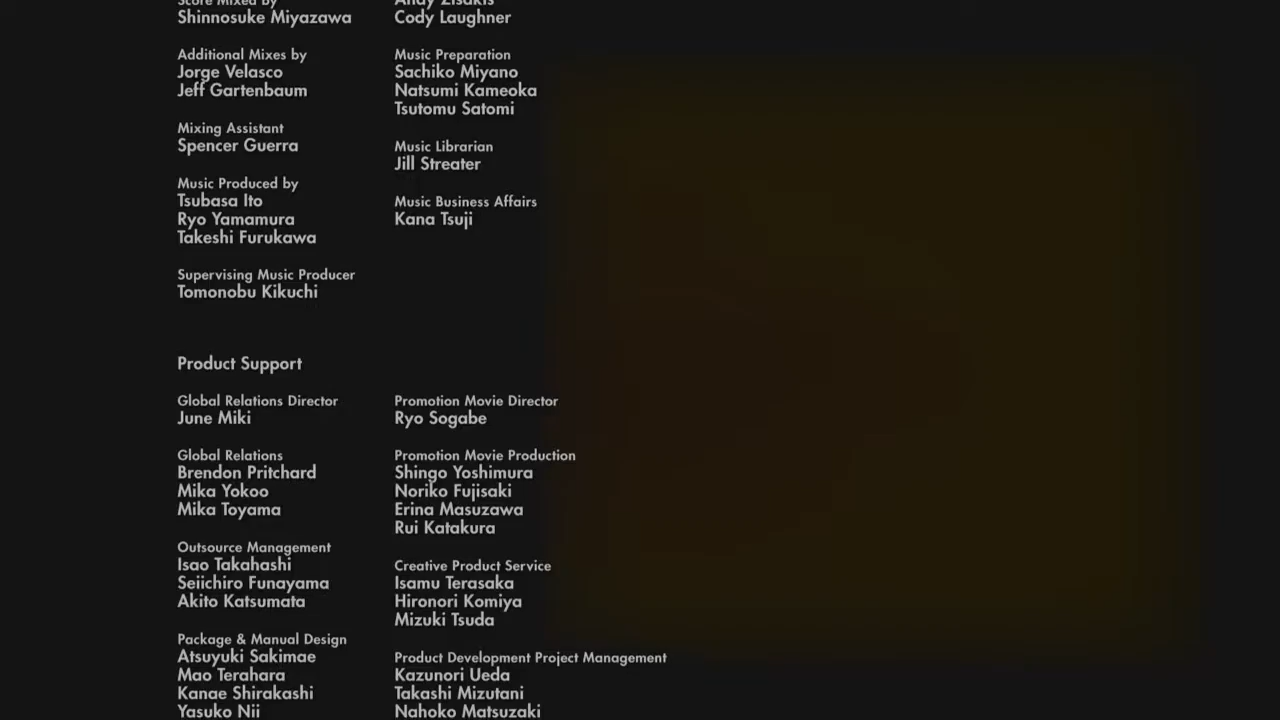 Score Mixed by
Shinnosuke Miyazawa
Additional Mixes by
Jorge Velasco
Jeff Gartenbaum
Mixing Assistant
Spencer Guerra
Music Produced by
Tsubasa Ito
Ryo Yamamura
Takeshi Furukawa
Supervising Music Producer
Tomonobu Kikuchi
Andy Zisakis
Cody Laughner
Music Preparation
Sachiko Miyano
Natsumi Kameoka
Tsutomu Satomi
Music Librarian
Jill Streater
Music Business Affairs
Kana Tsuji
Product Support
Global Relations Director
June Miki
Global Relations
Brendon Pritchard
Mika Yokoo
Mika Toyama
Outsource Management
Isao Takahashi
Seiichiro Funayama
Akito Katsumata
Package & Manual Design
Atsuyuki Sakimae
Mao Terahara
Kanae Shirakashi
Yasuko Nii
Promotion Movie Director
Ryo Sogabe
Promotion Movie Production
Shingo Yoshimura
Noriko Fujisaki
Erina Masuzawa
Rui Katakura
Creative Product Service
Isamu Terasaka
Hironori Komiya
Mizuki Tsuda
Product Development Project Management
Kazunori Ueda
Takashi Mizutani
Nahoko Matsuzaki